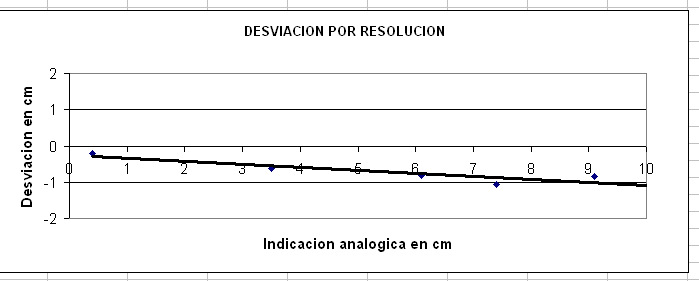 DESVIACION POR RESOLUCION
2
1
0
-1
-2
0 1 2 3 4 5 6 7 8 9 10
Desviacion en cm
Indicacion analogica en cm